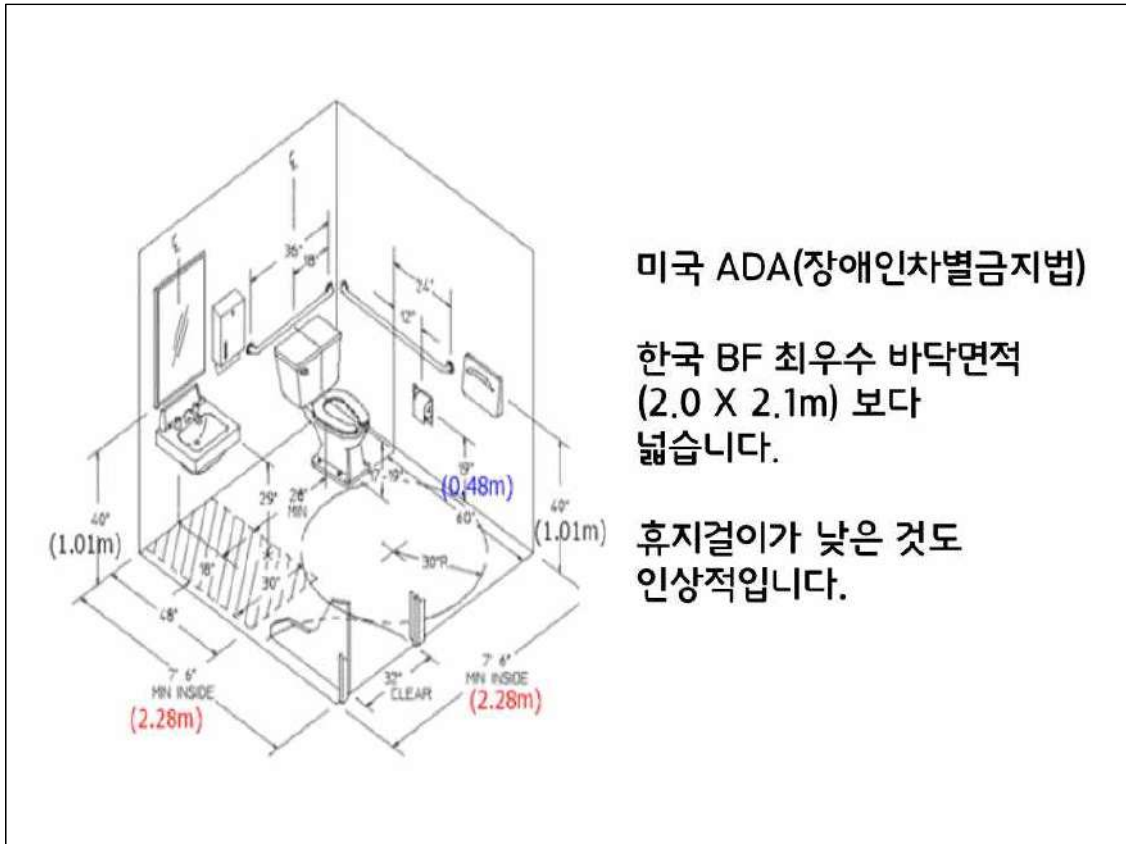 미국 ADA(장애인차별금지법)
한국 BF 최우수 바닥면적
(2.0 X 2.1m) 보다
넓습니다.
휴지걸이가 낮은 것도
인상적입니다.
℄
℄
36"
18"
24"
12"
40"
(1.01m)
29"
28"
MIN
17-19"
19"
(0.48m)
60"
40"
(1.01m)
18"
30"
30"R
48"
7' 6"
MIN INSIDE
(2.28m)
32"
CLEAR
7' 6"
MIN INSIDE
(2.28m)